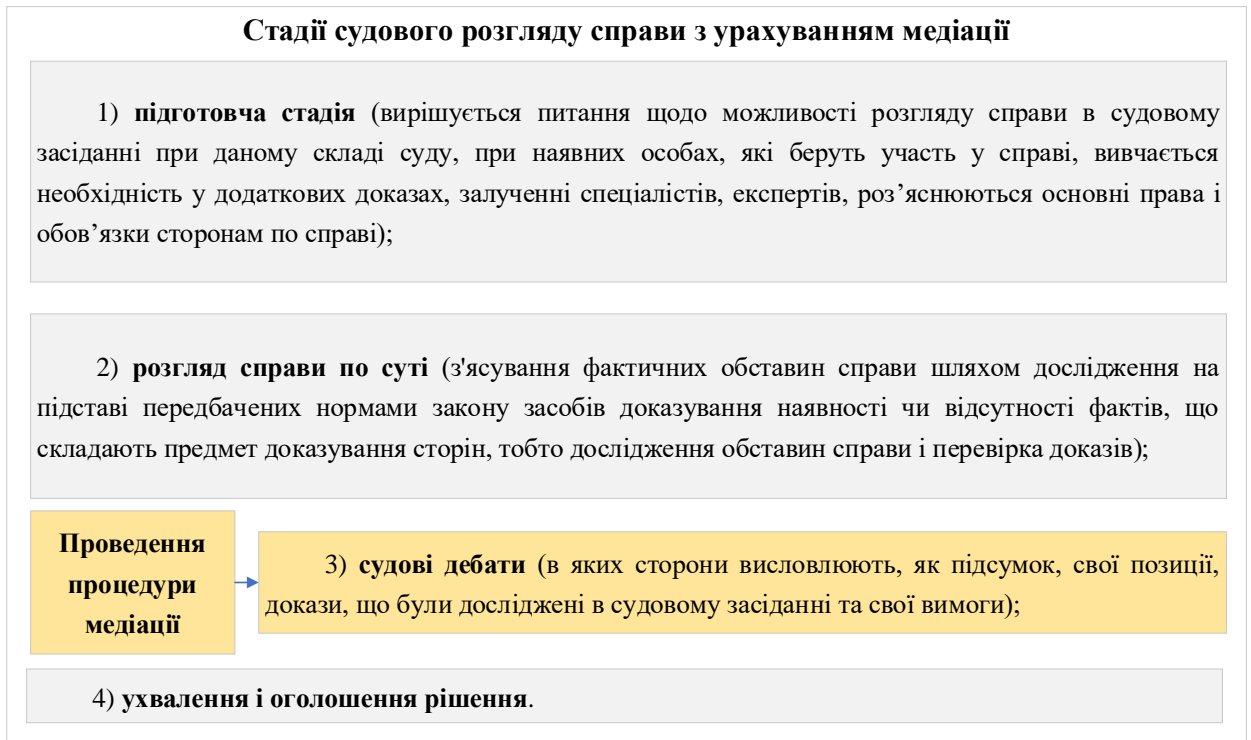 Стадії судового розгляду справи з урахуванням медіації
1) підготовча стадія (вирішується питання щодо можливості розгляду справи в судовому
засіданні при даному складі суду, при наявних особах, які беруть участь у справі, вивчається
необхідність у додаткових доказах, залученні спеціалістів, експертів, роз’яснюються основні права і
обов’язки сторонам по справі);
2) розгляд справи по суті (з'ясування фактичних обставин справи шляхом дослідження на
підставі передбачених нормами закону засобів доказування наявності чи відсутності фактів, що
складають предмет доказування сторін, тобто дослідження обставин справи і перевірка доказів);
Проведення
процедури
медіації
3) судові дебати (в яких сторони висловлюють, як підсумок, свої позиції,
докази, що були досліджені в судовому засіданні та свої вимоги);
4) ухвалення і оголошення рішення.